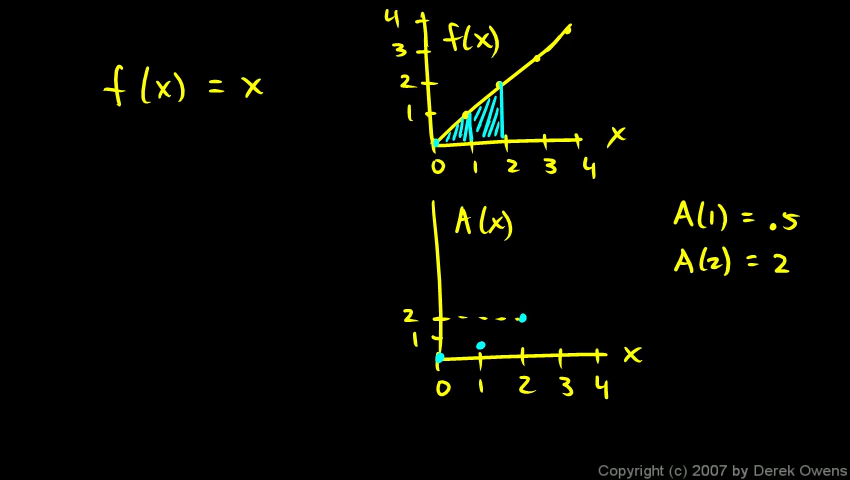 f(x) = x
4
3
2
1
f(x)
x
0 1 2 3 4
A(x)
A(1) = .5
A(2) = 2
2
1
x
0 1 2 3 4
Copyright (c) 2007 by Derek Owens